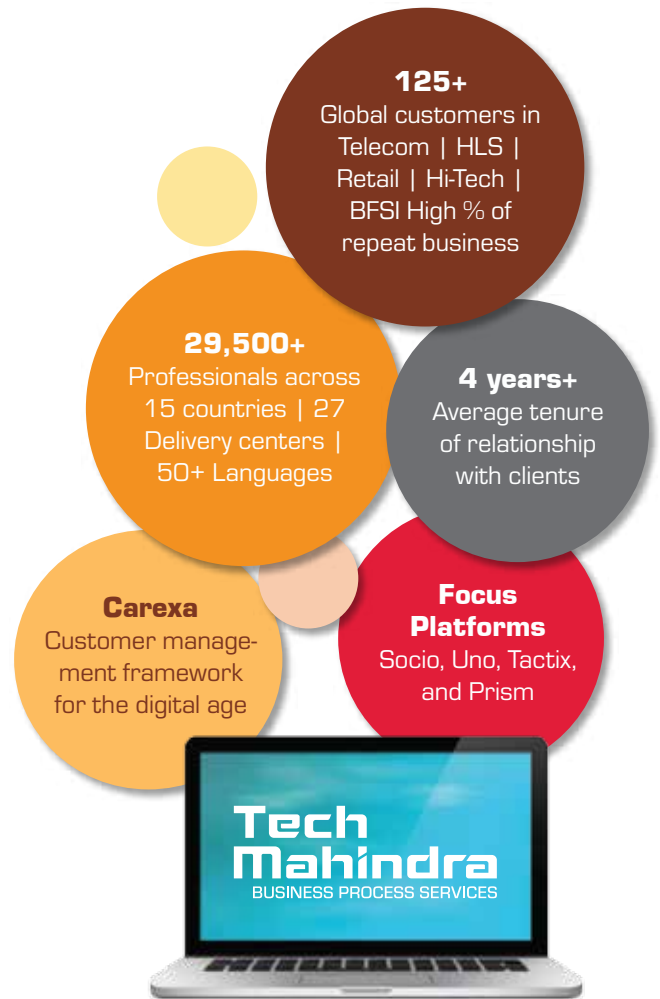 125+
Global customers in
Telecom | HLS |
Retail | Hi-Tech |
BFSI High % of
repeat business
29,500+
Professionals across
15 countries | 27
Delivery centers |
50+ Languages
4 years+
Average tenure
of relationship
with clients
Carexa
Customer manage-
ment framework
for the digital age
Focus
Platforms
Socio, Uno, Tactix,
and Prism
Tech
Mahindra
BUSINESS PROCESS SERVICES